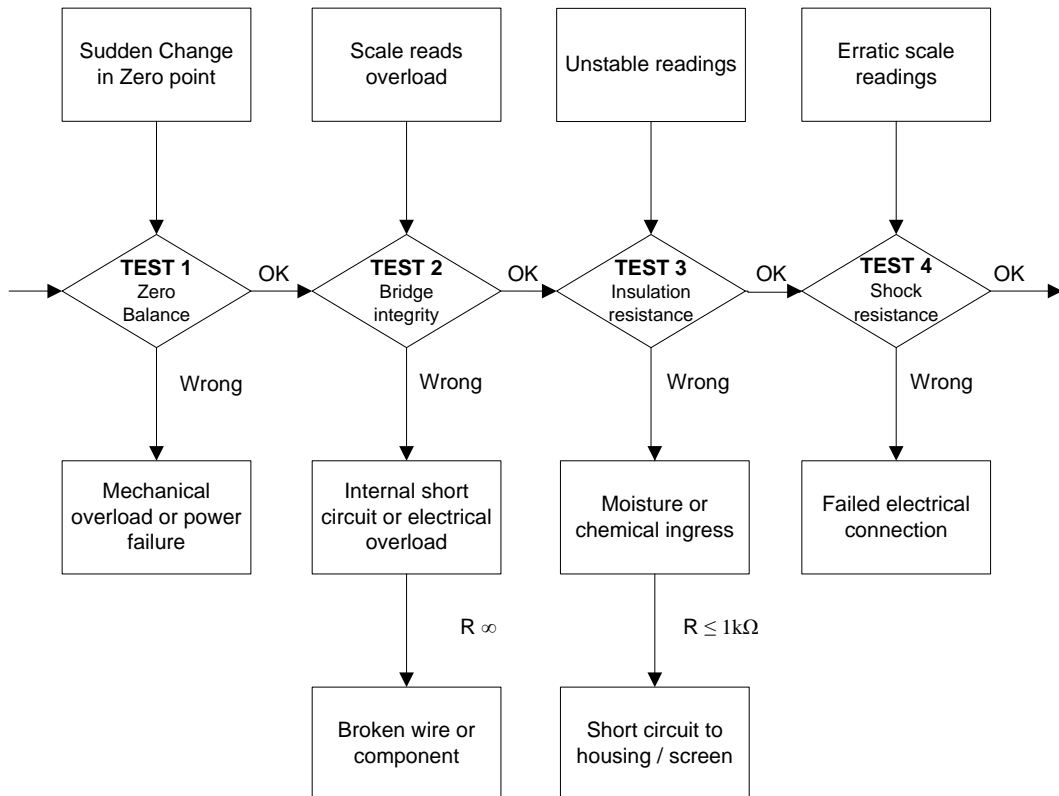 Sudden Change
in Zero point
Scale reads
overload
Unstable readings
Erratic scale
readings
TEST 1
Zero
Balance
OK
TEST 2
Bridge
integrity
OK
TEST 3
Insulation
resistance
OK
TEST 4
Shock
resistance
OK
Wrong
Wrong
Wrong
Wrong
Mechanical
overload or power
failure
Internal short
circuit or electrical
overload
Moisture or
chemical ingress
Failed electrical
connection
R ∞
R ≤ 1kΩ
Broken wire or
component
Short circuit to
housing / screen